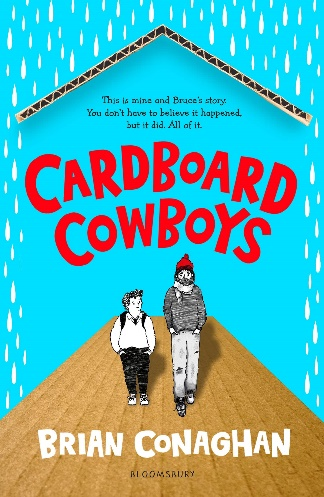 This is mine and Bruce's story.
You don't have to believe it happened,
but it did. All of it.
CARDBOARD
COWBOYS
BRIAN CONAGHAN
BLOOMSBURY